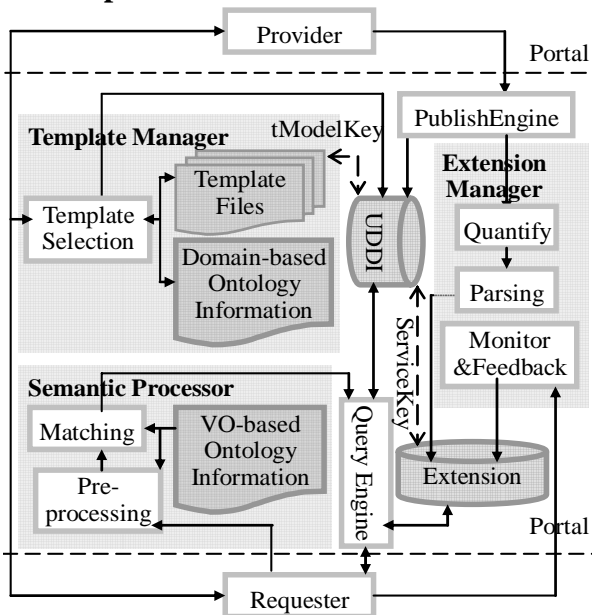 Provider
Portal
PublishEngine
Template Manager
tModelKey
Extension
Manager
Template
Files
Template
Selection
UDDI
Quantify
Domain-based
Ontology
Information
Parsing
ServiceKey
Monitor
&Feedback
Semantic Processor
Matching
VO-based
Ontology
Information
Query Engine
Extension
Pre-
processing
Portal
Requester